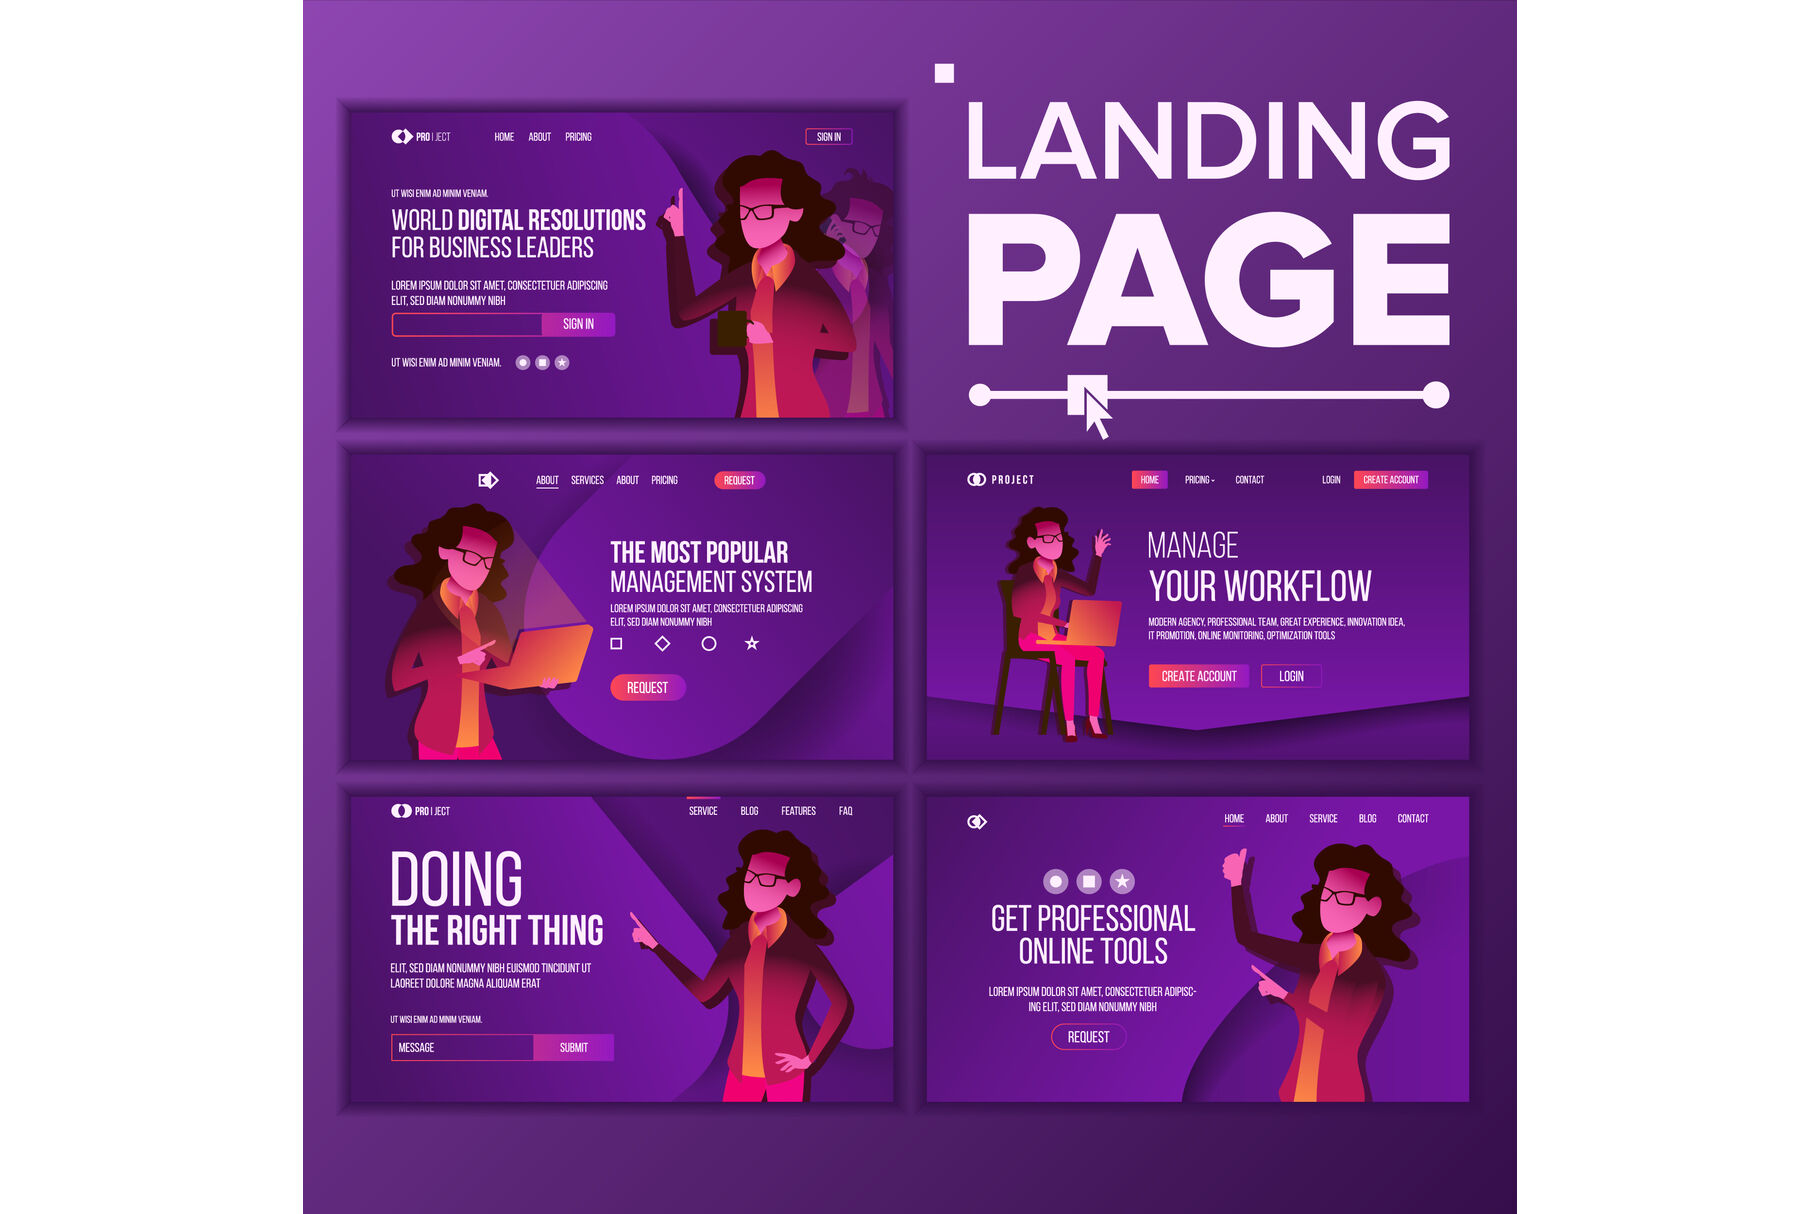 LANDING
PAGE
PRO|JECT HOME ABOUT PRICING SIGN IN
UT WISI ENIM AD MINIM VENIAM.
WORLD DIGITAL RESOLUTIONS
FOR BUSINESS LEADERS
LOREM IPSUM DOLOR SIT AMET, CONSECTETUER ADIPISCING
ELIT, SED DIAM NONUMMY NIBH
SIGN IN
UT WISI ENIM AD MINIM VENIAM.
ABOUT SERVICES ABOUT PRICING REQUEST
THE MOST POPULAR
MANAGEMENT SYSTEM
LOREM IPSUM DOLOR SIT AMET, CONSECTETUER ADIPISCING
ELIT, SED DIAM NONUMMY NIBH
REQUEST
PROJECT HOME PRICING CONTACT LOGIN CREATE ACCOUNT
MANAGE
YOUR WORKFLOW
MODERN AGENCY, PROFESSIONAL TEAM, GREAT EXPERIENCE, INNOVATION IDEA,
IT PROMOTION, ONLINE MONITORING, OPTIMIZATION TOOLS
CREATE ACCOUNT LOGIN
PRO|JECT SERVICE BLOG FEATURES FAQ
DOING
THE RIGHT THING
ELIT, SED DIAM NONUMMY NIBH EUISMOD TINCIDUNT UT
LAOREET DOLORE MAGNA ALIQUAM ERAT
UT WISI ENIM AD MINIM VENIAM.
MESSAGE SUBMIT
HOME ABOUT SERVICE BLOG CONTACT
GET PROFESSIONAL
ONLINE TOOLS
LOREM IPSUM DOLOR SIT AMET, CONSECTETUER ADIPISC-
ING ELIT, SED DIAM NONUMMY NIBH
REQUEST